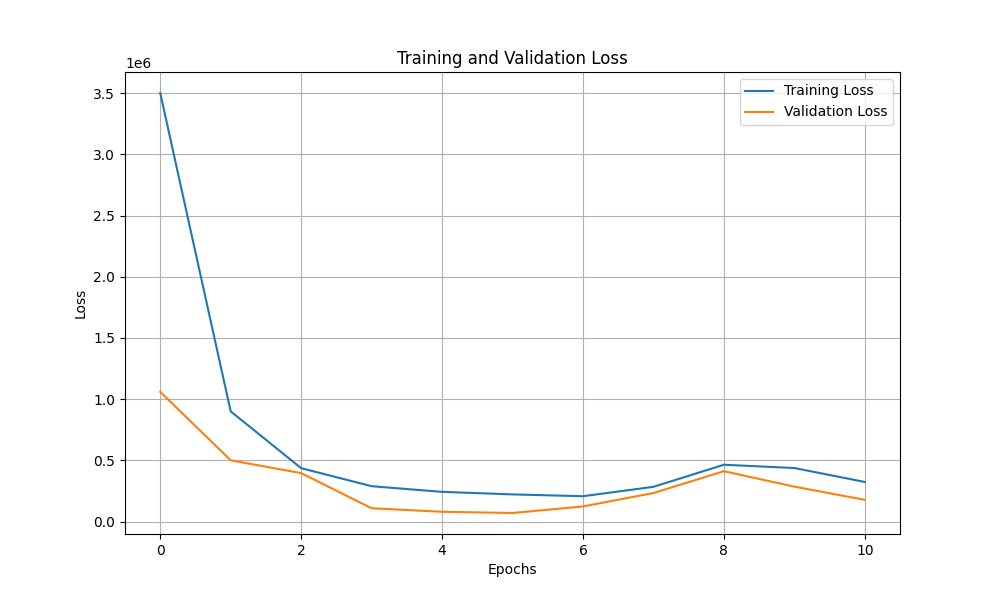 Training and Validation Loss
1e6
Training Loss
Validation Loss
3.5
3.0
2.5
2.0
1.5
1.0
0.5
0.0
Loss
0 2 4 6 8 10
Epochs